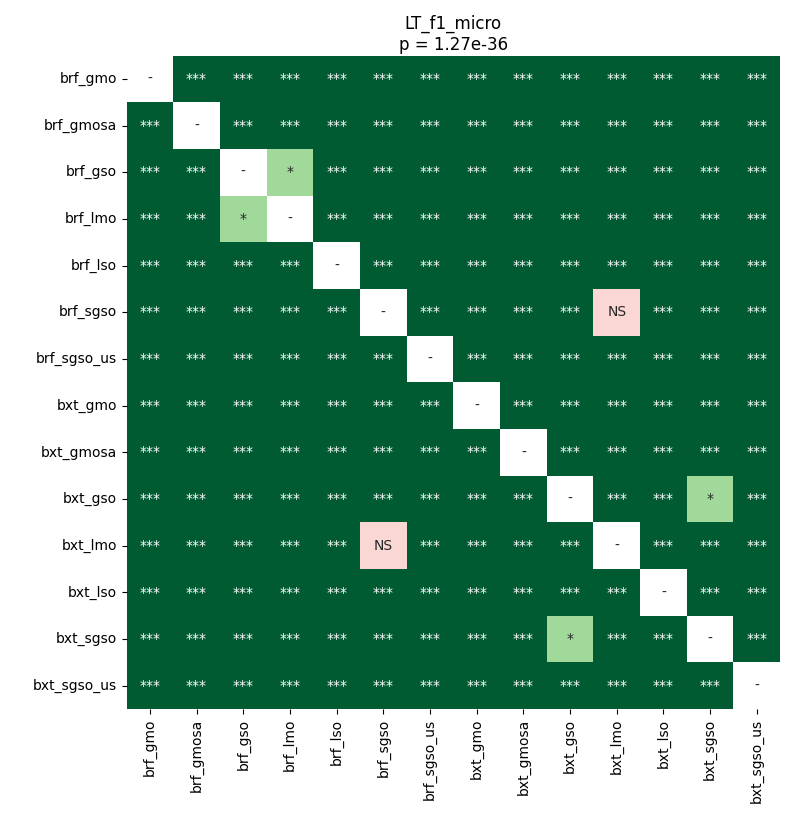 LT_f1_micro
p = 1.27e-36
brf_gmo - *** *** *** *** *** *** *** *** *** *** *** *** ***
brf_gmosa *** - *** *** *** *** *** *** *** *** *** *** *** ***
brf_gso *** *** - * *** *** *** *** *** *** *** *** *** ***
brf_lmo *** *** * - *** *** *** *** *** *** *** *** *** ***
brf_lso *** *** *** *** - *** *** *** *** *** *** *** *** ***
brf_sgso *** *** *** *** *** - *** *** *** *** NS *** *** ***
brf_sgso_us *** *** *** *** *** *** - *** *** *** *** *** *** ***
bxt_gmo *** *** *** *** *** *** *** - *** *** *** *** *** ***
bxt_gmosa *** *** *** *** *** *** *** *** - *** *** *** *** ***
bxt_gso *** *** *** *** *** *** *** *** *** - *** *** * ***
bxt_lmo *** *** *** *** *** NS *** *** *** *** - *** *** ***
bxt_lso *** *** *** *** *** *** *** *** *** *** *** - *** ***
bxt_sgso *** *** *** *** *** *** *** *** *** * *** *** - ***
bxt_sgso_us *** *** *** *** *** *** *** *** *** *** *** *** *** -
brf_gmo brf_gmosa brf_gso brf_lmo brf_lso brf_sgso brf_sgso_us bxt_gmo bxt_gmosa bxt_gso bxt_lmo bxt_lso bxt_sgso bxt_sgso_us